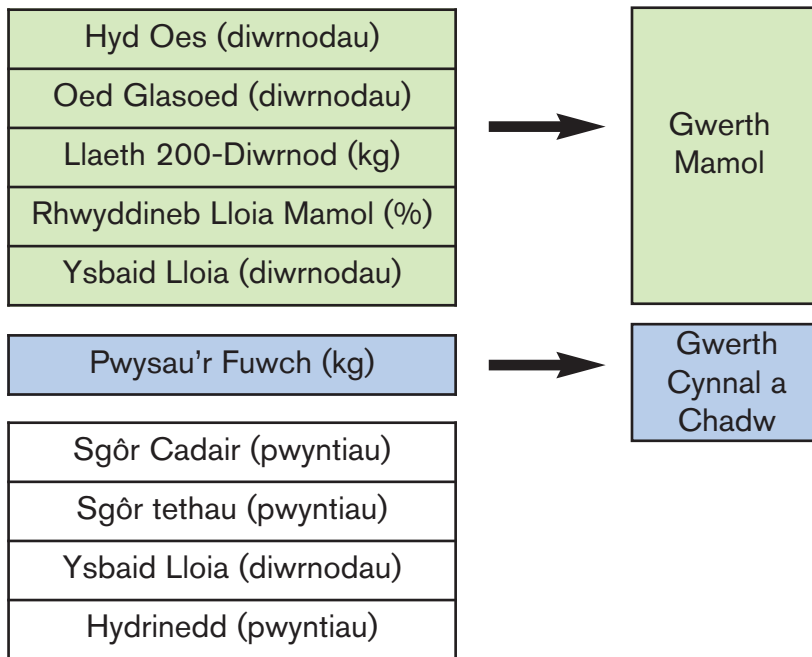 Hyd Oes (diwrnodau)
Oed Glasoed (diwrnodau)
Llaeth 200-Diwrnod (kg)
Rhwyddineb Lloia Mamol (%)
Ysbaid Lloia (diwrnodau)
Gwerth
Mamol
Pwysau'r Fuwch (kg)
Gwerth
Cynnal a
Chadw
Sgôr Cadair (pwyntiau)
Sgôr tethau (pwyntiau)
Ysbaid Lloia (diwrnodau)
Hydrinedd (pwyntiau)